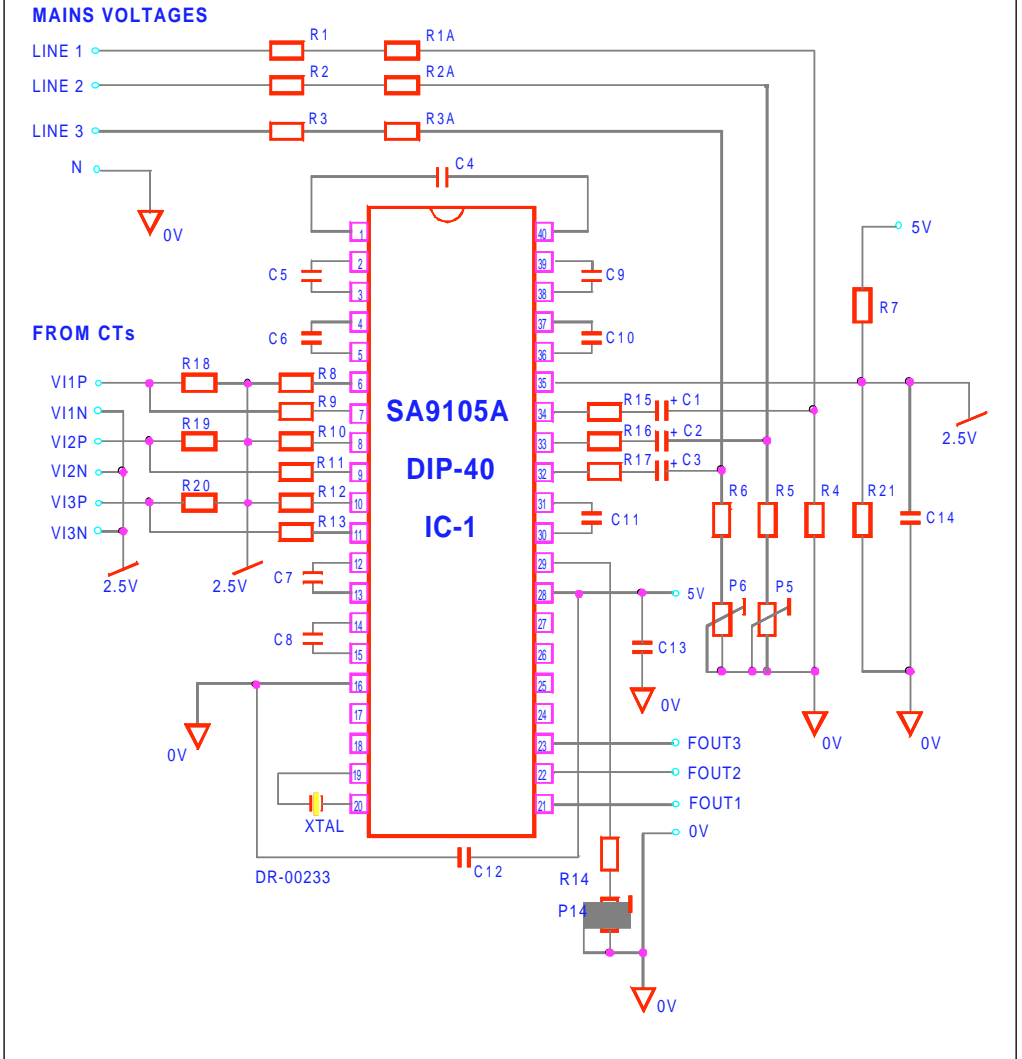 MAINS VOLTAGES
LINE 1
R1
R1A
LINE 2
R2
R2A
LINE 3
R3
R3A
N
0V
C4
1
40
2
39
C5
C9
3
38
5V
R7
FROM CTs
4
37
C6
C10
5
36
VI1P
R18
R8
6
35
VI1N
R9
7
34
R15
+ C1
2.5V
VI2P
R19
R10
8
33
R16
+ C2
VI2N
R11
9
32
R17
+ C3
VI3P
R20
R12
10
31
VI3N
R13
11
30
C11
R6
R5
R4
R21
C14
SA9105A
DIP-40
IC-1
2.5V
2.5V
C7
12
29
13
28
5V
P6
P5
C8
14
27
15
26
C13
16
25
0V
0V
17
24
0V
0V
18
23
FOUT3
19
22
FOUT2
20
21
FOUT1
XTAL
0V
C12
DR-00233
R14
P14
0V